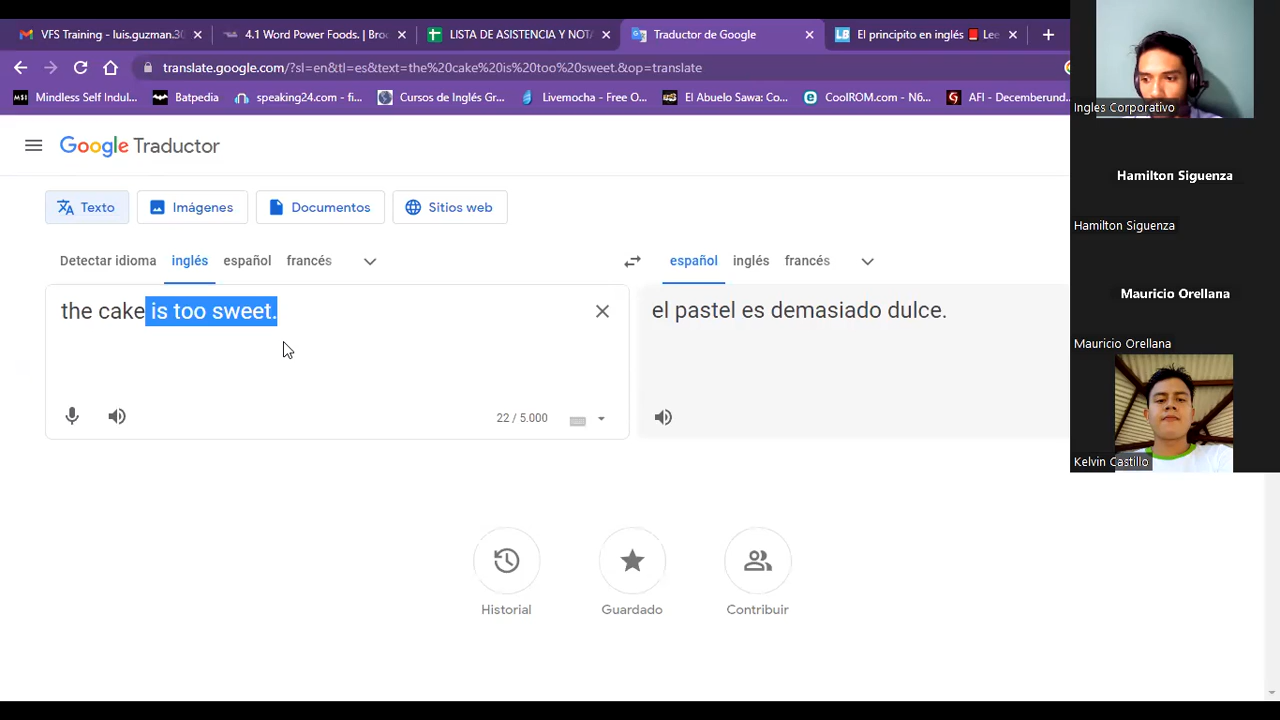 VFS Training - luis.guzman.30
4.1 Word Power Foods. | Broc
LISTA DE ASISTENCIA Y NOTA
Traductor de Google
El principito en inglés 📕 Lee
translate.google.com/?sl=en&tl=es&text=the%20cake%20is%20too%20sweet.&op=translate
Mindless Self Indul...
Batpedia
speaking24.com - fi...
Cursos de Inglés Gr...
Livemocha - Free O...
El Abuelo Sawa: Co...
CoolROM.com - N6...
AFI - Decemberund
Google Traductor
Texto
Imágenes
Documentos
Sitios web
Detectar idioma
inglés
español
francés
español
inglés
francés
the cake is too sweet.
el pastel es demasiado dulce.
22 / 5.000
Historial
Guardado
Contribuir
Ingles Corporativo
Hamilton Siguenza
Hamilton Siguenza
Mauricio Orellana
Mauricio Orellana
Kelvin Castillo